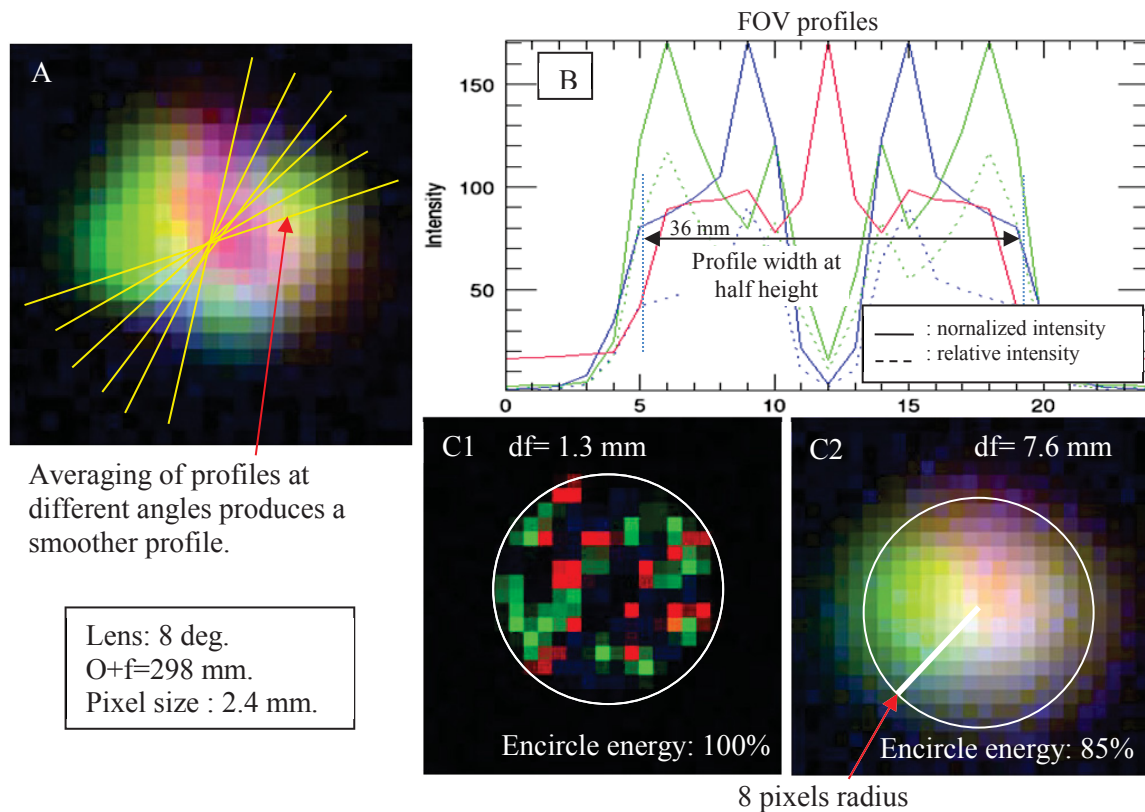 FOV profiles
A
B
150
100
50
Intensity
36 mm
Profile width at
half height
: nornalized intensity
: relative intensity
0
5
10
15
20
Averaging of profiles at
different angles produces a
smoother profile.
Lens: 8 deg.
O+f=298 mm.
Pixel size : 2.4 mm.
C1
df= 1.3 mm
Encircle energy: 100%
C2
df= 7.6 mm
Encircle energy: 85%
8 pixels radius